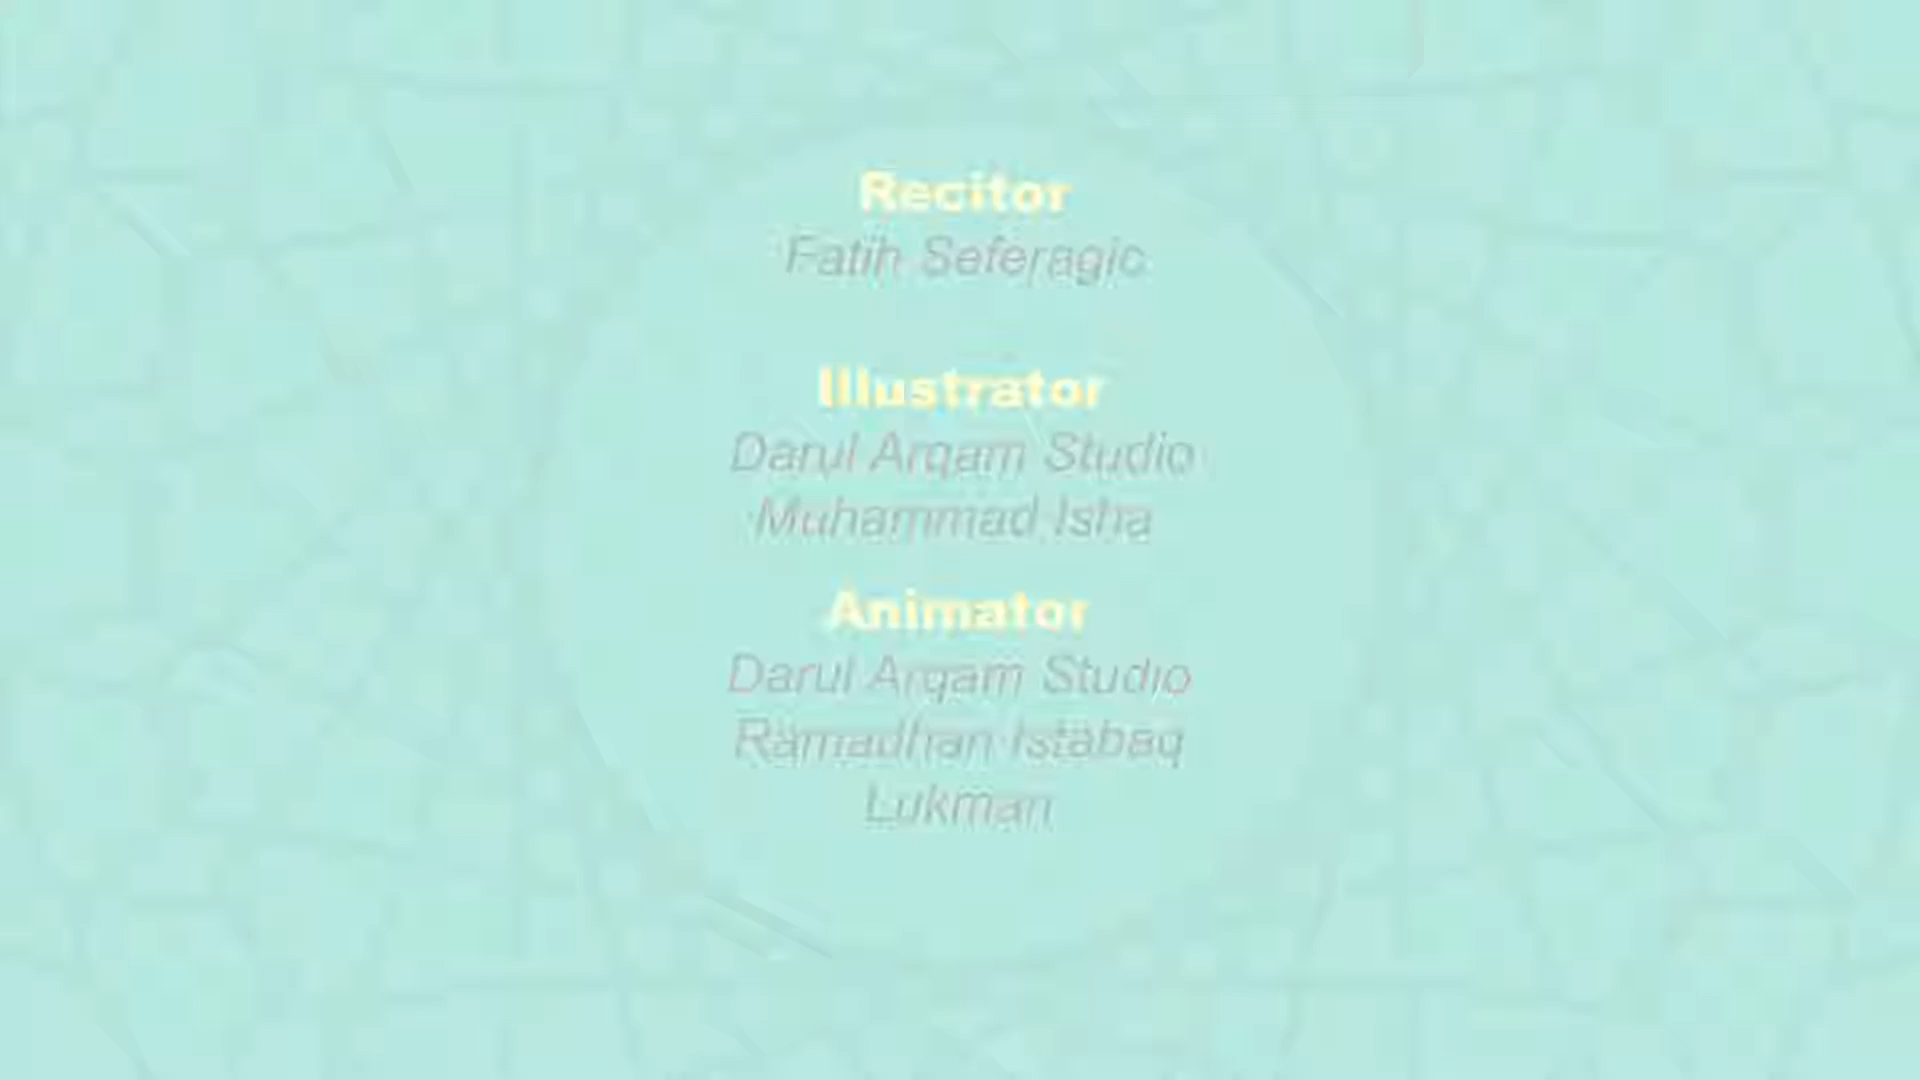 Recitor
Fatih Seferagic
Illustrator
Darul Arqam Studio
Muhammad Isha
Animator
Darul Arqam Studio
Ramadhan Istabaq
Lukman